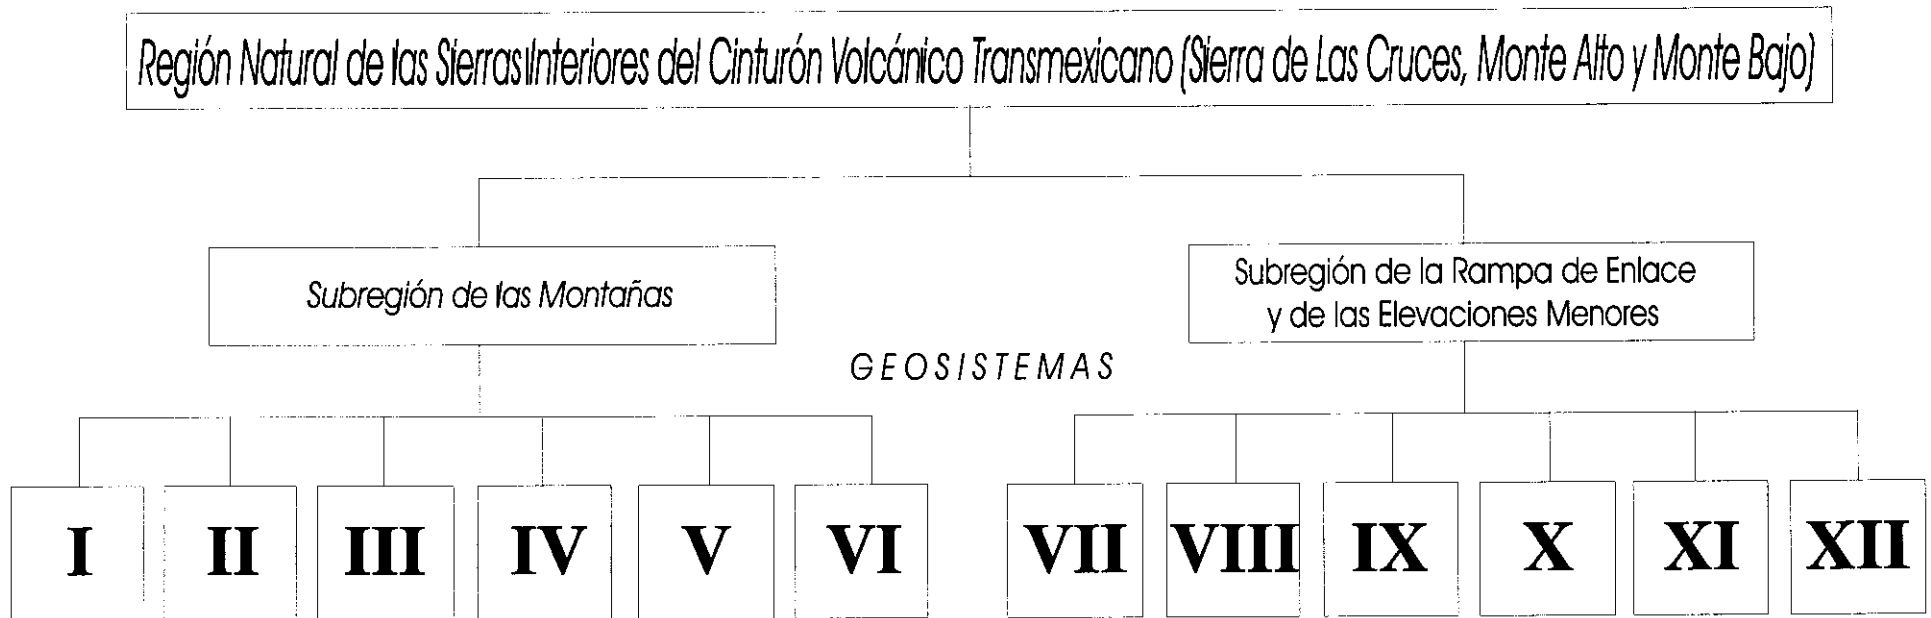 Región Natural de las Sierras Interiores del Cinturón Volcánico Transmexicano (Sierra de Las Cruces, Monte Alto y Monte Bajo)
Subregión de las Montañas
Subregión de la Rampa de Enlace
y de las Elevaciones Menores
GEOSISTEMAS
I II III IV V VI VII VIII IX X XI XII